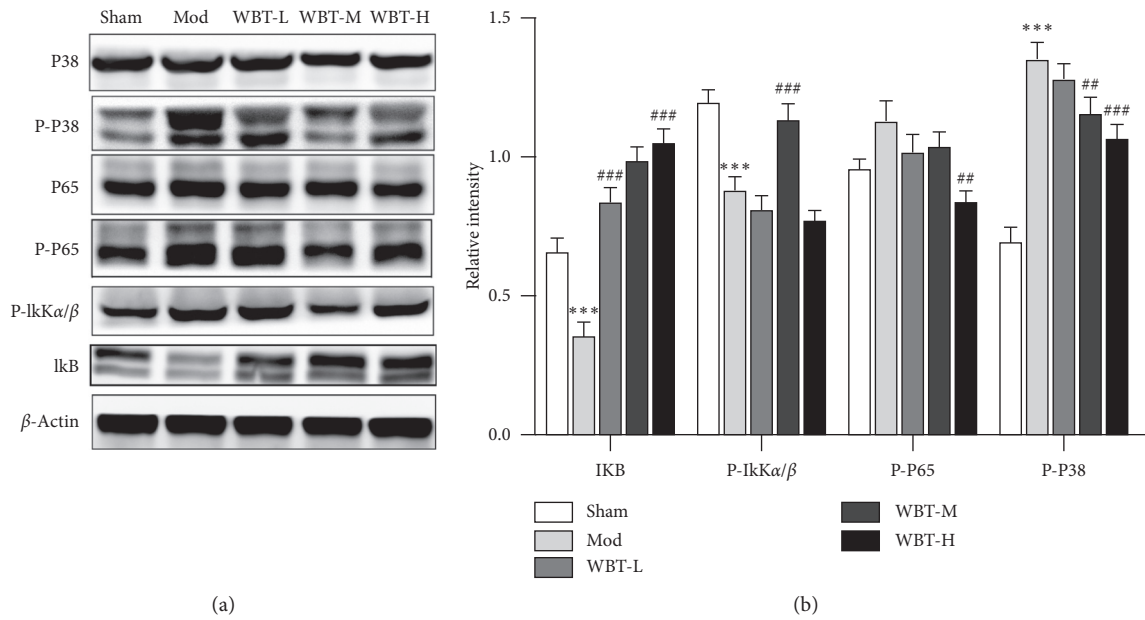 Sham Mod WBT-L WBT-M WBT-H
P38
P-P38
P65
P-P65
P-lkKα/β
lkB
β-Actin
(a)
1.5
1.0
0.5
0.0
Relative intensity
***
###
###
***
###
##
***
##
###
IKB P-IkKα/β P-P65 P-P38
Sham
Mod
WBT-L
WBT-M
WBT-H
(b)